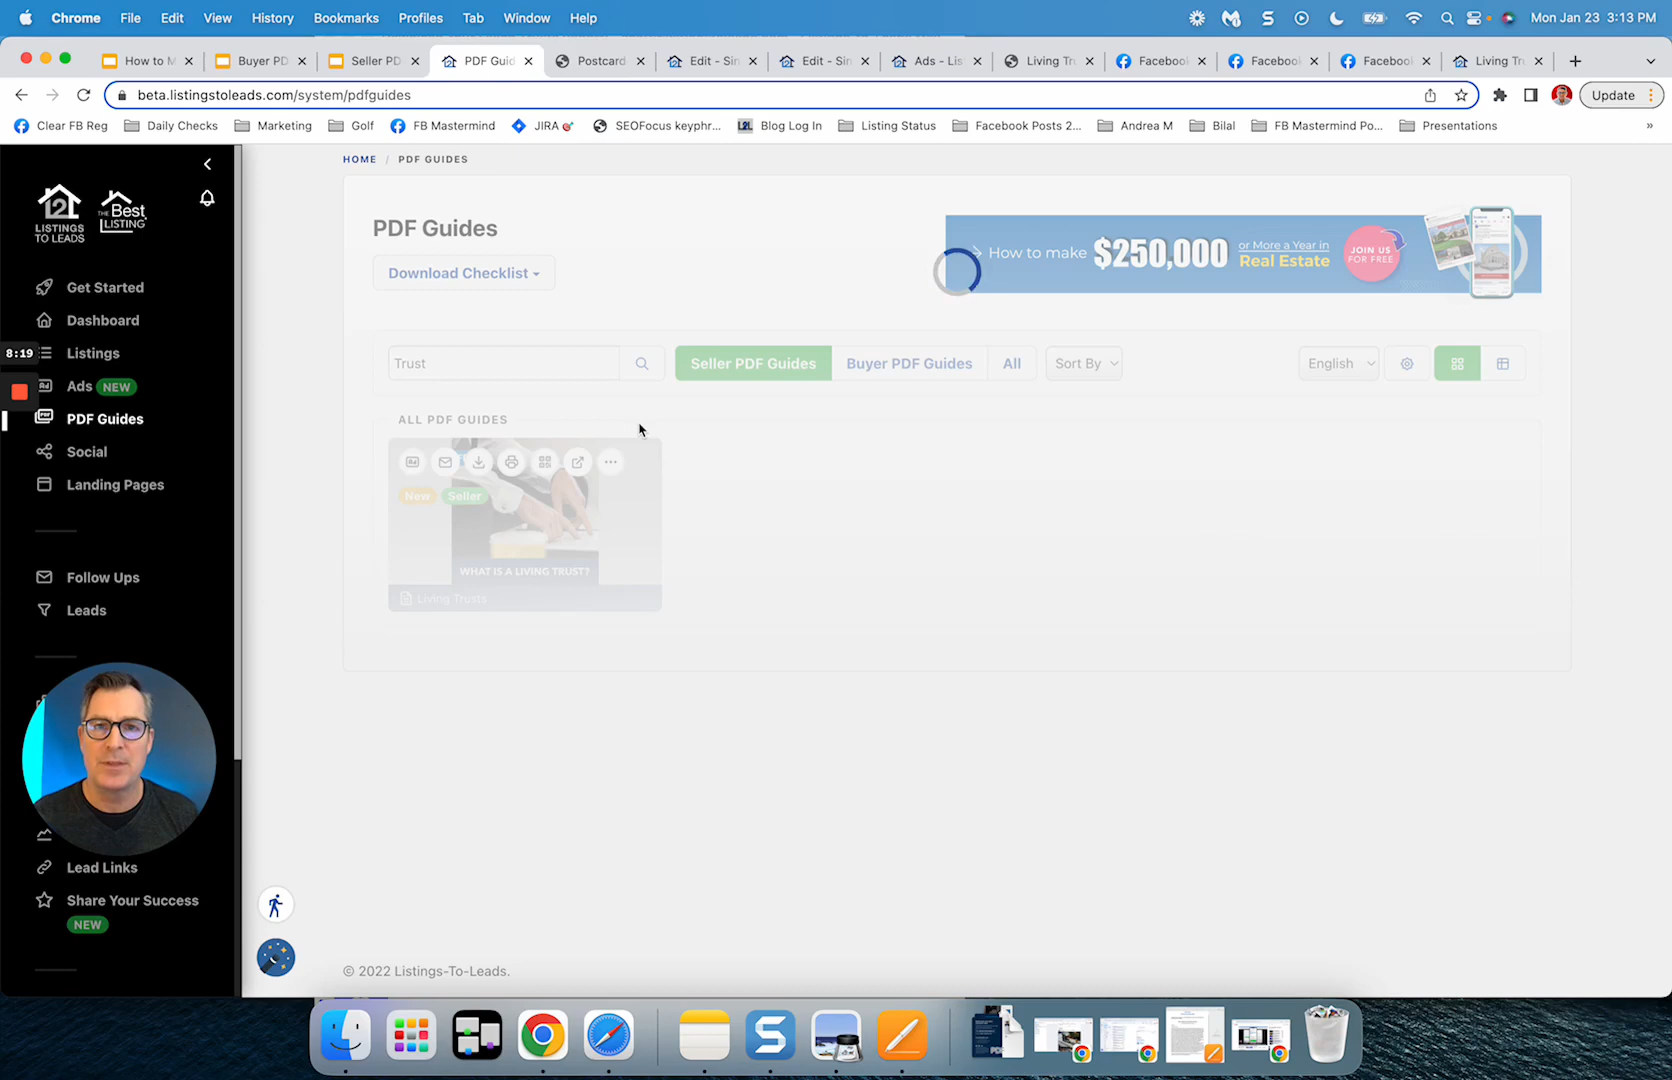 Chrome File Edit View History Bookmarks Profiles Tab Window Help
Mon Jan 23 3:13 PM
How to M Buyer PD Seller PD PDF Guid Postcard Edit - Sin Edit - Sin Ads - Lis Living Tru Facebook Facebook Facebook Living Tru
beta.listingstoleads.com/system/pdfguides
Update
Clear FB Reg Daily Checks Marketing Golf FB Mastermind JIRA SEOFocus keyphr... Blog Log In Listing Status Facebook Posts 2... Andrea M Bilal FB Mastermind Po... Presentations »
HOME / PDF GUIDES
L2L
LISTINGS
TO LEADS
THE Best
LISTING
Get Started
Dashboard
8:19
Listings
Ads NEW
PDF Guides
Social
Landing Pages
Follow Ups
Leads
Lead Links
Share Your Success
NEW
PDF Guides
Download Checklist
How to make $250,000 or More a Year in
Real Estate
JOIN US
FOR FREE
Trust
Seller PDF Guides Buyer PDF Guides All Sort By
English
ALL PDF GUIDES
New Seller
WHAT IS A LIVING TRUST?
Living Trusts
© 2022 Listings-To-Leads.